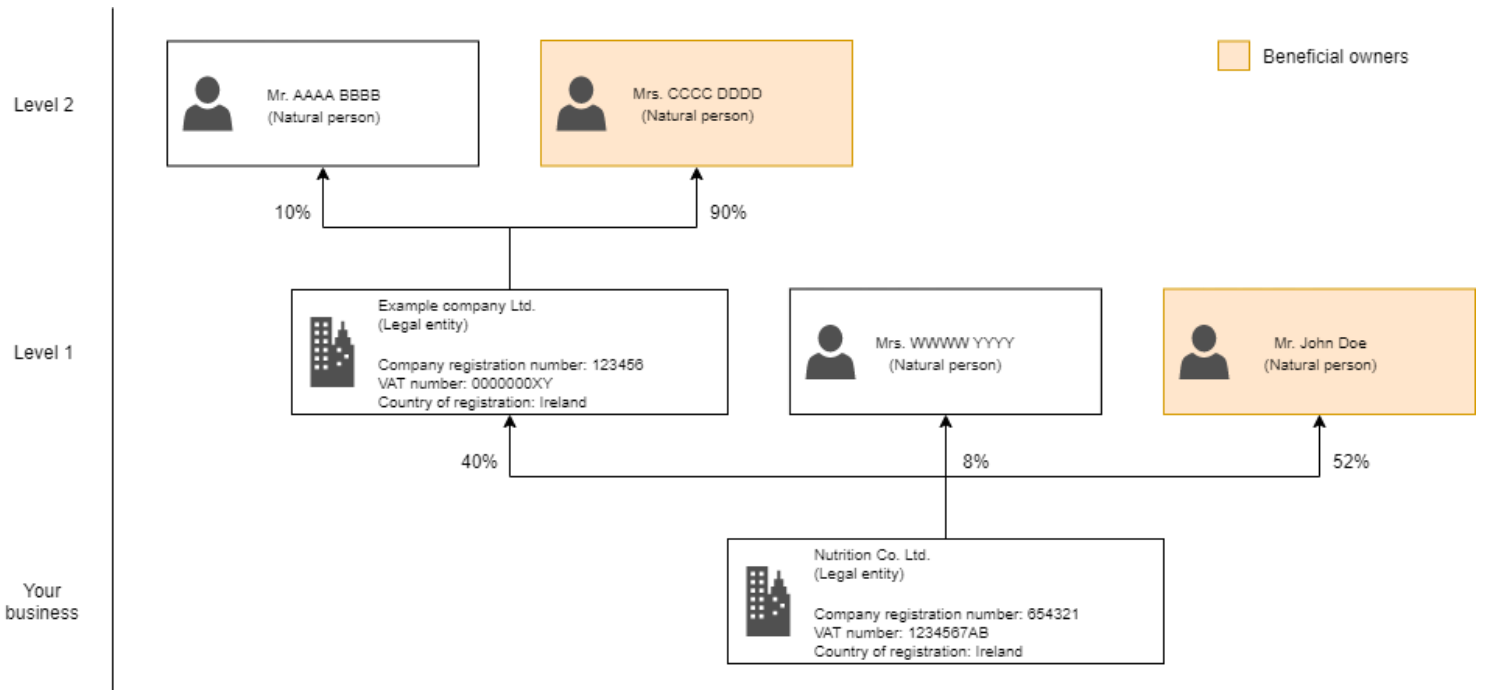 Level 2
Mr. AAAA BBBB
(Natural person)
Mrs. CCCC DDDD
(Natural person)
Beneficial owners
10%
90%
Level 1
Example company Ltd.
(Legal entity)
Company registration number: 123456
VAT number: 0000000XY
Country of registration: Ireland
Mrs. WWWW YYYY
(Natural person)
Mr. John Doe
(Natural person)
40%
8%
52%
Your
business
Nutrition Co. Ltd.
(Legal entity)
Company registration number: 654321
VAT number: 1234567AB
Country of registration: Ireland